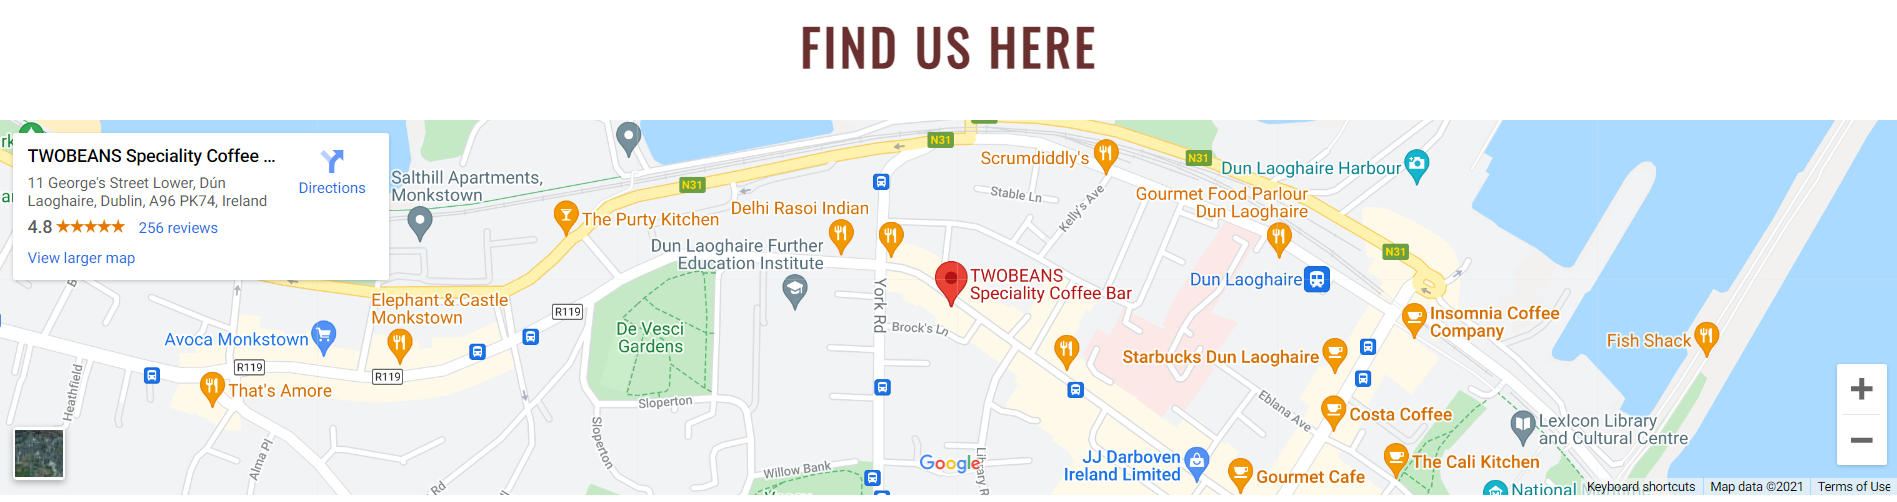 FIND US HERE
TWOBEANS Speciality Coffee ...
11 George's Street Lower, Dún
Laoghaire, Dublin, A96 PK74, Ireland
4.8
256 reviews
View larger map
Directions
Salthill Apartments,
Monkstown
N31
The Purty Kitchen
Delhi Rasoi Indian
Dun Laoghaire Further
Education Institute
N31
Scrumdiddly's
Stable Ln
Kelly's Ave
N31
Dun Laoghaire Harbour
Gourmet Food Parlour
Dun Laoghaire
N31
Dun Laoghaire
TWOBEANS
Speciality Coffee Bar
York Rd
Brock's Ln
Elephant & Castle
Monkstown
Avoca Monkstown
R119
R119
R119
That's Amore
Heathfield
De Vesci
Gardens
Sloperton
Sloperton
Alma Pl
Rd
Willow Bank
Google
Library R
Starbucks Dun Laoghaire
Insomnia Coffee
Company
Fish Shack
Eblana Ave
Costa Coffee
LexIcon Library
and Cultural Centre
JJ Darboven
Ireland Limited
Gourmet Cafe
The Cali Kitchen
National
Keyboard shortcuts
Map data ©2021
Terms of Use